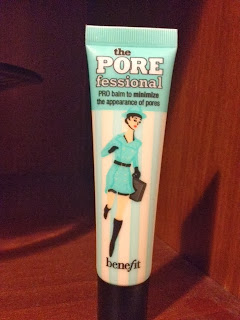 the
PORE
fessional
PRO balm to minimize
the appearance of pores
benefit